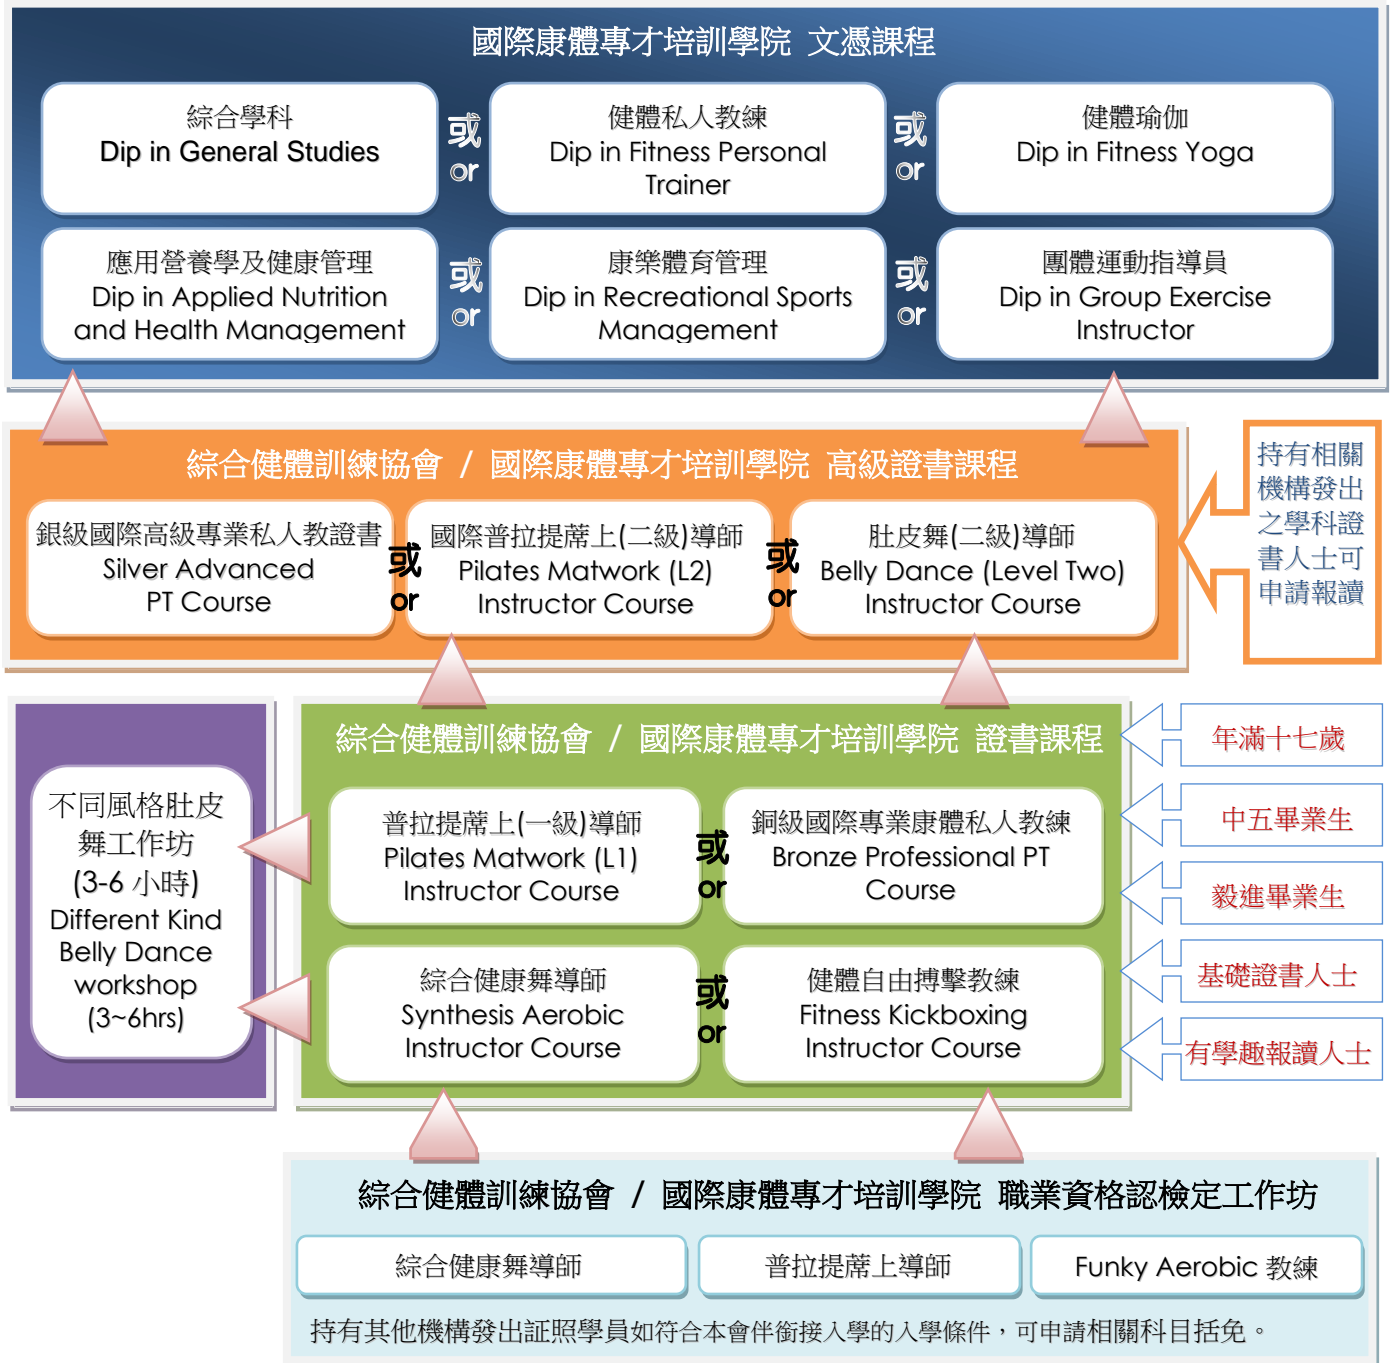 國際康體專才培訓學院 文憑課程
綜合學科
Dip in General Studies
或
or
健體私人教練
Dip in Fitness Personal
Trainer
或
or
健體瑜伽
Dip in Fitness Yoga
應用營養學及健康管理
Dip in Applied Nutrition
and Health Management
或
or
康樂體育管理
Dip in Recreational Sports
Management
或
or
團體運動指導員
Dip in Group Exercise
Instructor
綜合健體訓練協會 / 國際康體專才培訓學院 高級證書課程
銀級國際高級專業私人教證書
Silver Advanced
PT Course
或
or
國際普拉提蓆上(二級)導師
Pilates Matwork (L2)
Instructor Course
或
or
肚皮舞(二級)導師
Belly Dance (Level Two)
Instructor Course
持有相關
機構發出
之學科證
書人士可
申請報讀
不同風格肚皮
舞工作坊
(3-6 小時)
Different Kind
Belly Dance
workshop
(3~6hrs)
綜合健體訓練協會 / 國際康體專才培訓學院 證書課程
普拉提蓆上(一級)導師
Pilates Matwork (L1)
Instructor Course
或
or
銅級國際專業康體私人教練
Bronze Professional PT
Course
綜合健康舞導師
Synthesis Aerobic
Instructor Course
或
or
健體自由搏擊教練
Fitness Kickboxing
Instructor Course
年滿十七歲
中五畢業生
毅進畢業生
基礎證書人士
有學趣報讀人士
綜合健體訓練協會 / 國際康體專才培訓學院 職業資格認檢定工作坊
綜合健康舞導師
普拉提蓆上導師
Funky Aerobic 教練
持有其他機構發出証照學員如符合本會伴銜接入學的入學條件，可申請相關科目括免。